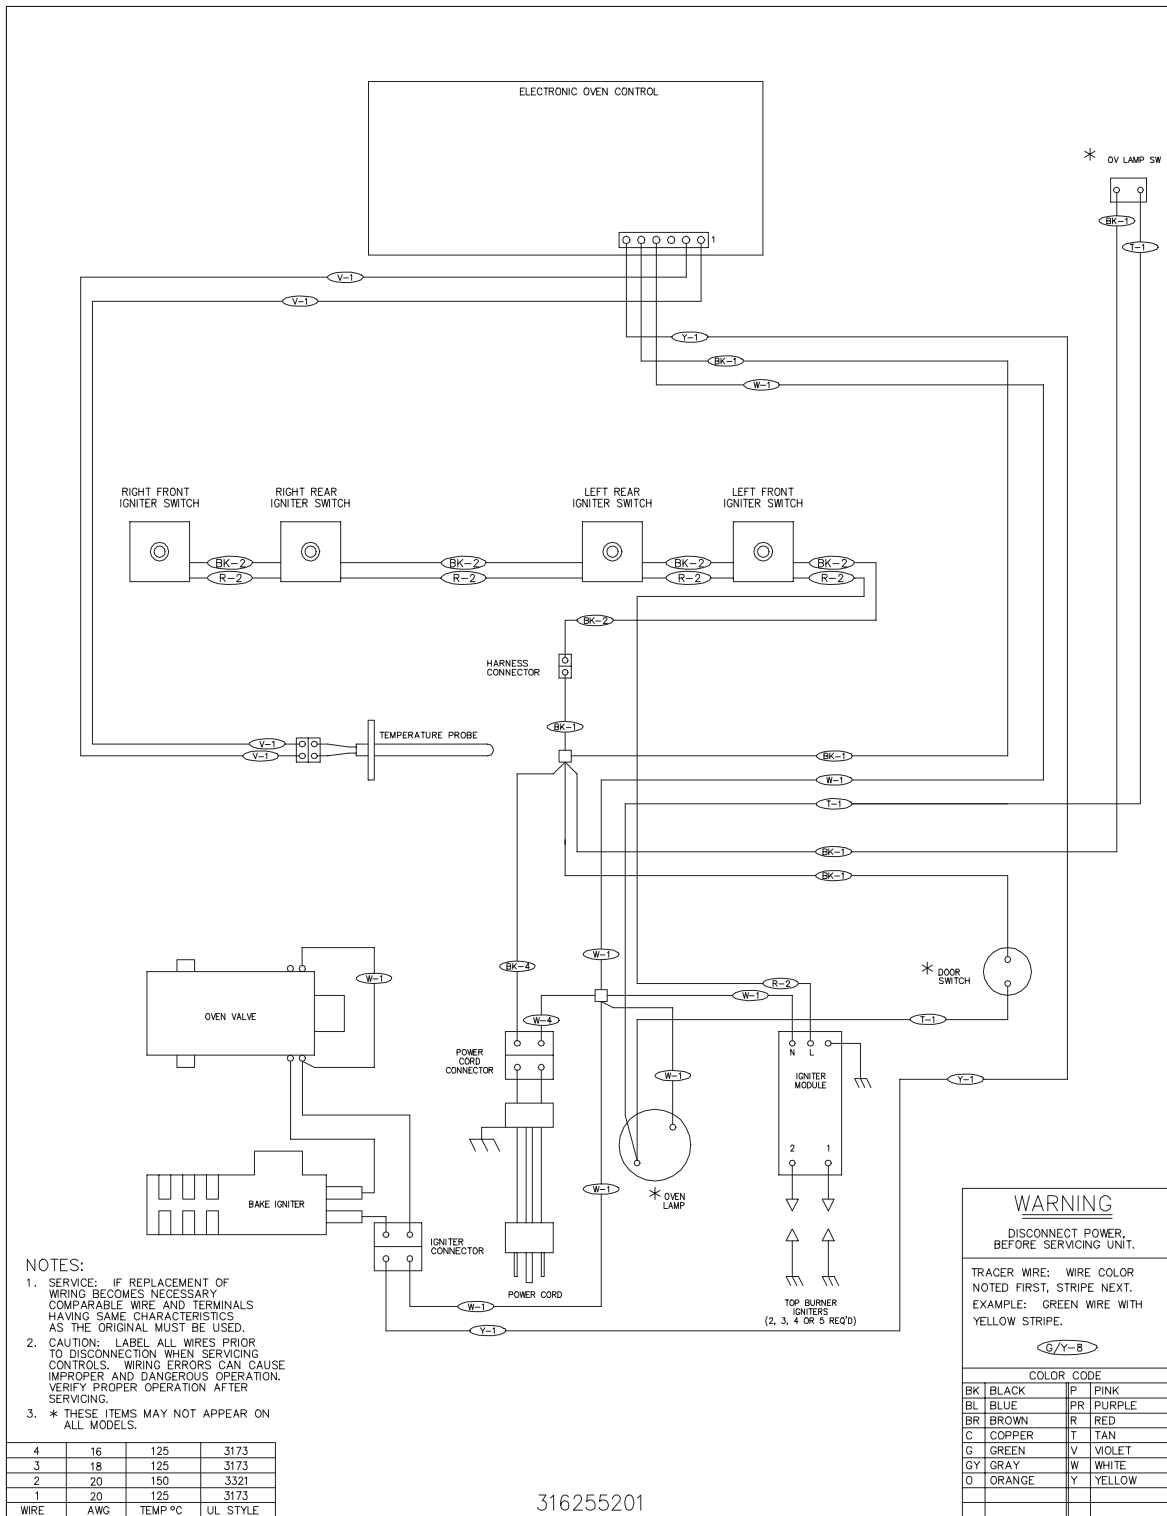 ELECTRONIC OVEN CONTROL
* OV LAMP SW
BK-1
T-1
1
V-1
V-1
Y-1
BK-1
W-1
RIGHT FRONT
IGNITER SWITCH
RIGHT REAR
IGNITER SWITCH
LEFT REAR
IGNITER SWITCH
LEFT FRONT
IGNITER SWITCH
BK-2
BK-2
BK-2
BK-2
R-2
R-2
R-2
R-2
BK-2
HARNESS
CONNECTOR
BK-1
TEMPERATURE PROBE
V-1
V-1
BK-1
W-1
T-1
BK-1
BK-1
W-1
BK-4
* DOOR
SWITCH
W-1
R-2
W-1
OVEN VALVE
W-4
T-1
POWER
CORD
CONNECTOR
N
L
IGNITER
MODULE
W-1
Y-1
2
1
BAKE IGNITER
W-1
* OVEN
LAMP
IGNITER
CONNECTOR
POWER CORD
W-1
Y-1
TOP BURNER
IGNITERS
(2, 3, 4 OR 5 REQ'D)
NOTES:
1. SERVICE: IF REPLACEMENT OF
WIRING BECOMES NECESSARY
COMPARABLE WIRE AND TERMINALS
HAVING SAME CHARACTERISTICS
AS THE ORIGINAL MUST BE USED.
2. CAUTION: LABEL ALL WIRES PRIOR
TO DISCONNECTION WHEN SERVICING
CONTROLS. WIRING ERRORS CAN CAUSE
IMPROPER AND DANGEROUS OPERATION.
VERIFY PROPER OPERATION AFTER
SERVICING.
3. * THESE ITEMS MAY NOT APPEAR ON
ALL MODELS.
4 16 125 3173
3 18 125 3173
2 20 150 3321
1 20 125 3173
WIRE AWG TEMP °C UL STYLE
316255201
WARNING
DISCONNECT POWER,
BEFORE SERVICING UNIT.
TRACER WIRE: WIRE COLOR
NOTED FIRST, STRIPE NEXT.
EXAMPLE: GREEN WIRE WITH
YELLOW STRIPE.
G/Y-8
COLOR CODE
BK BLACK P PINK
BL BLUE PR PURPLE
BR BROWN R RED
C COPPER T TAN
G GREEN V VIOLET
GY GRAY W WHITE
O ORANGE Y YELLOW